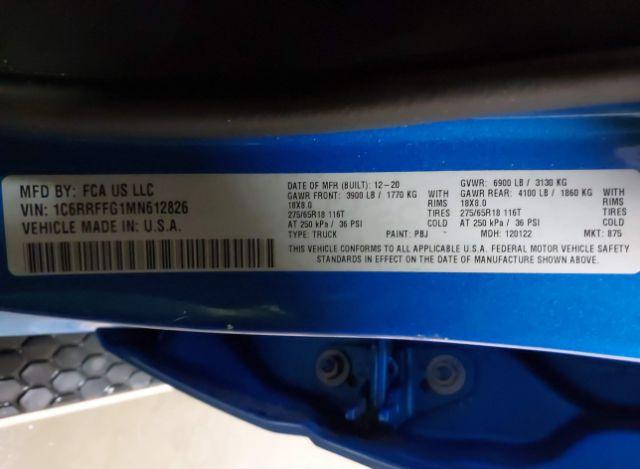 MFD BY: FCA US LLC
VIN: 1C6RRFFG1MN612826
VEHICLE MADE IN: U.S.A.
DATE OF MFR (BUILT): 12-20 GVWR: 6900 LB / 3130 KG
GAWR FRONT: 3900 LB / 1770 KG WITH GAWR REAR: 4100 LB / 1860 KG
18X8.0 RIMS 18X8.0
275/65R18 116T TIRES 275/65R18 116T
AT 250 kPa / 36 PSI COLD AT 250 kPa / 36 PSI
TYPE: TRUCK PAINT: PBJ - MDH: 120122 MKT: 875
THIS VEHICLE CONFORMS TO ALL APPLICABLE U.S.A. FEDERAL MOTOR VEHICLE SAFETY
STANDARDS IN EFFECT ON THE DATE OF MANUFACTURE SHOWN ABOVE.